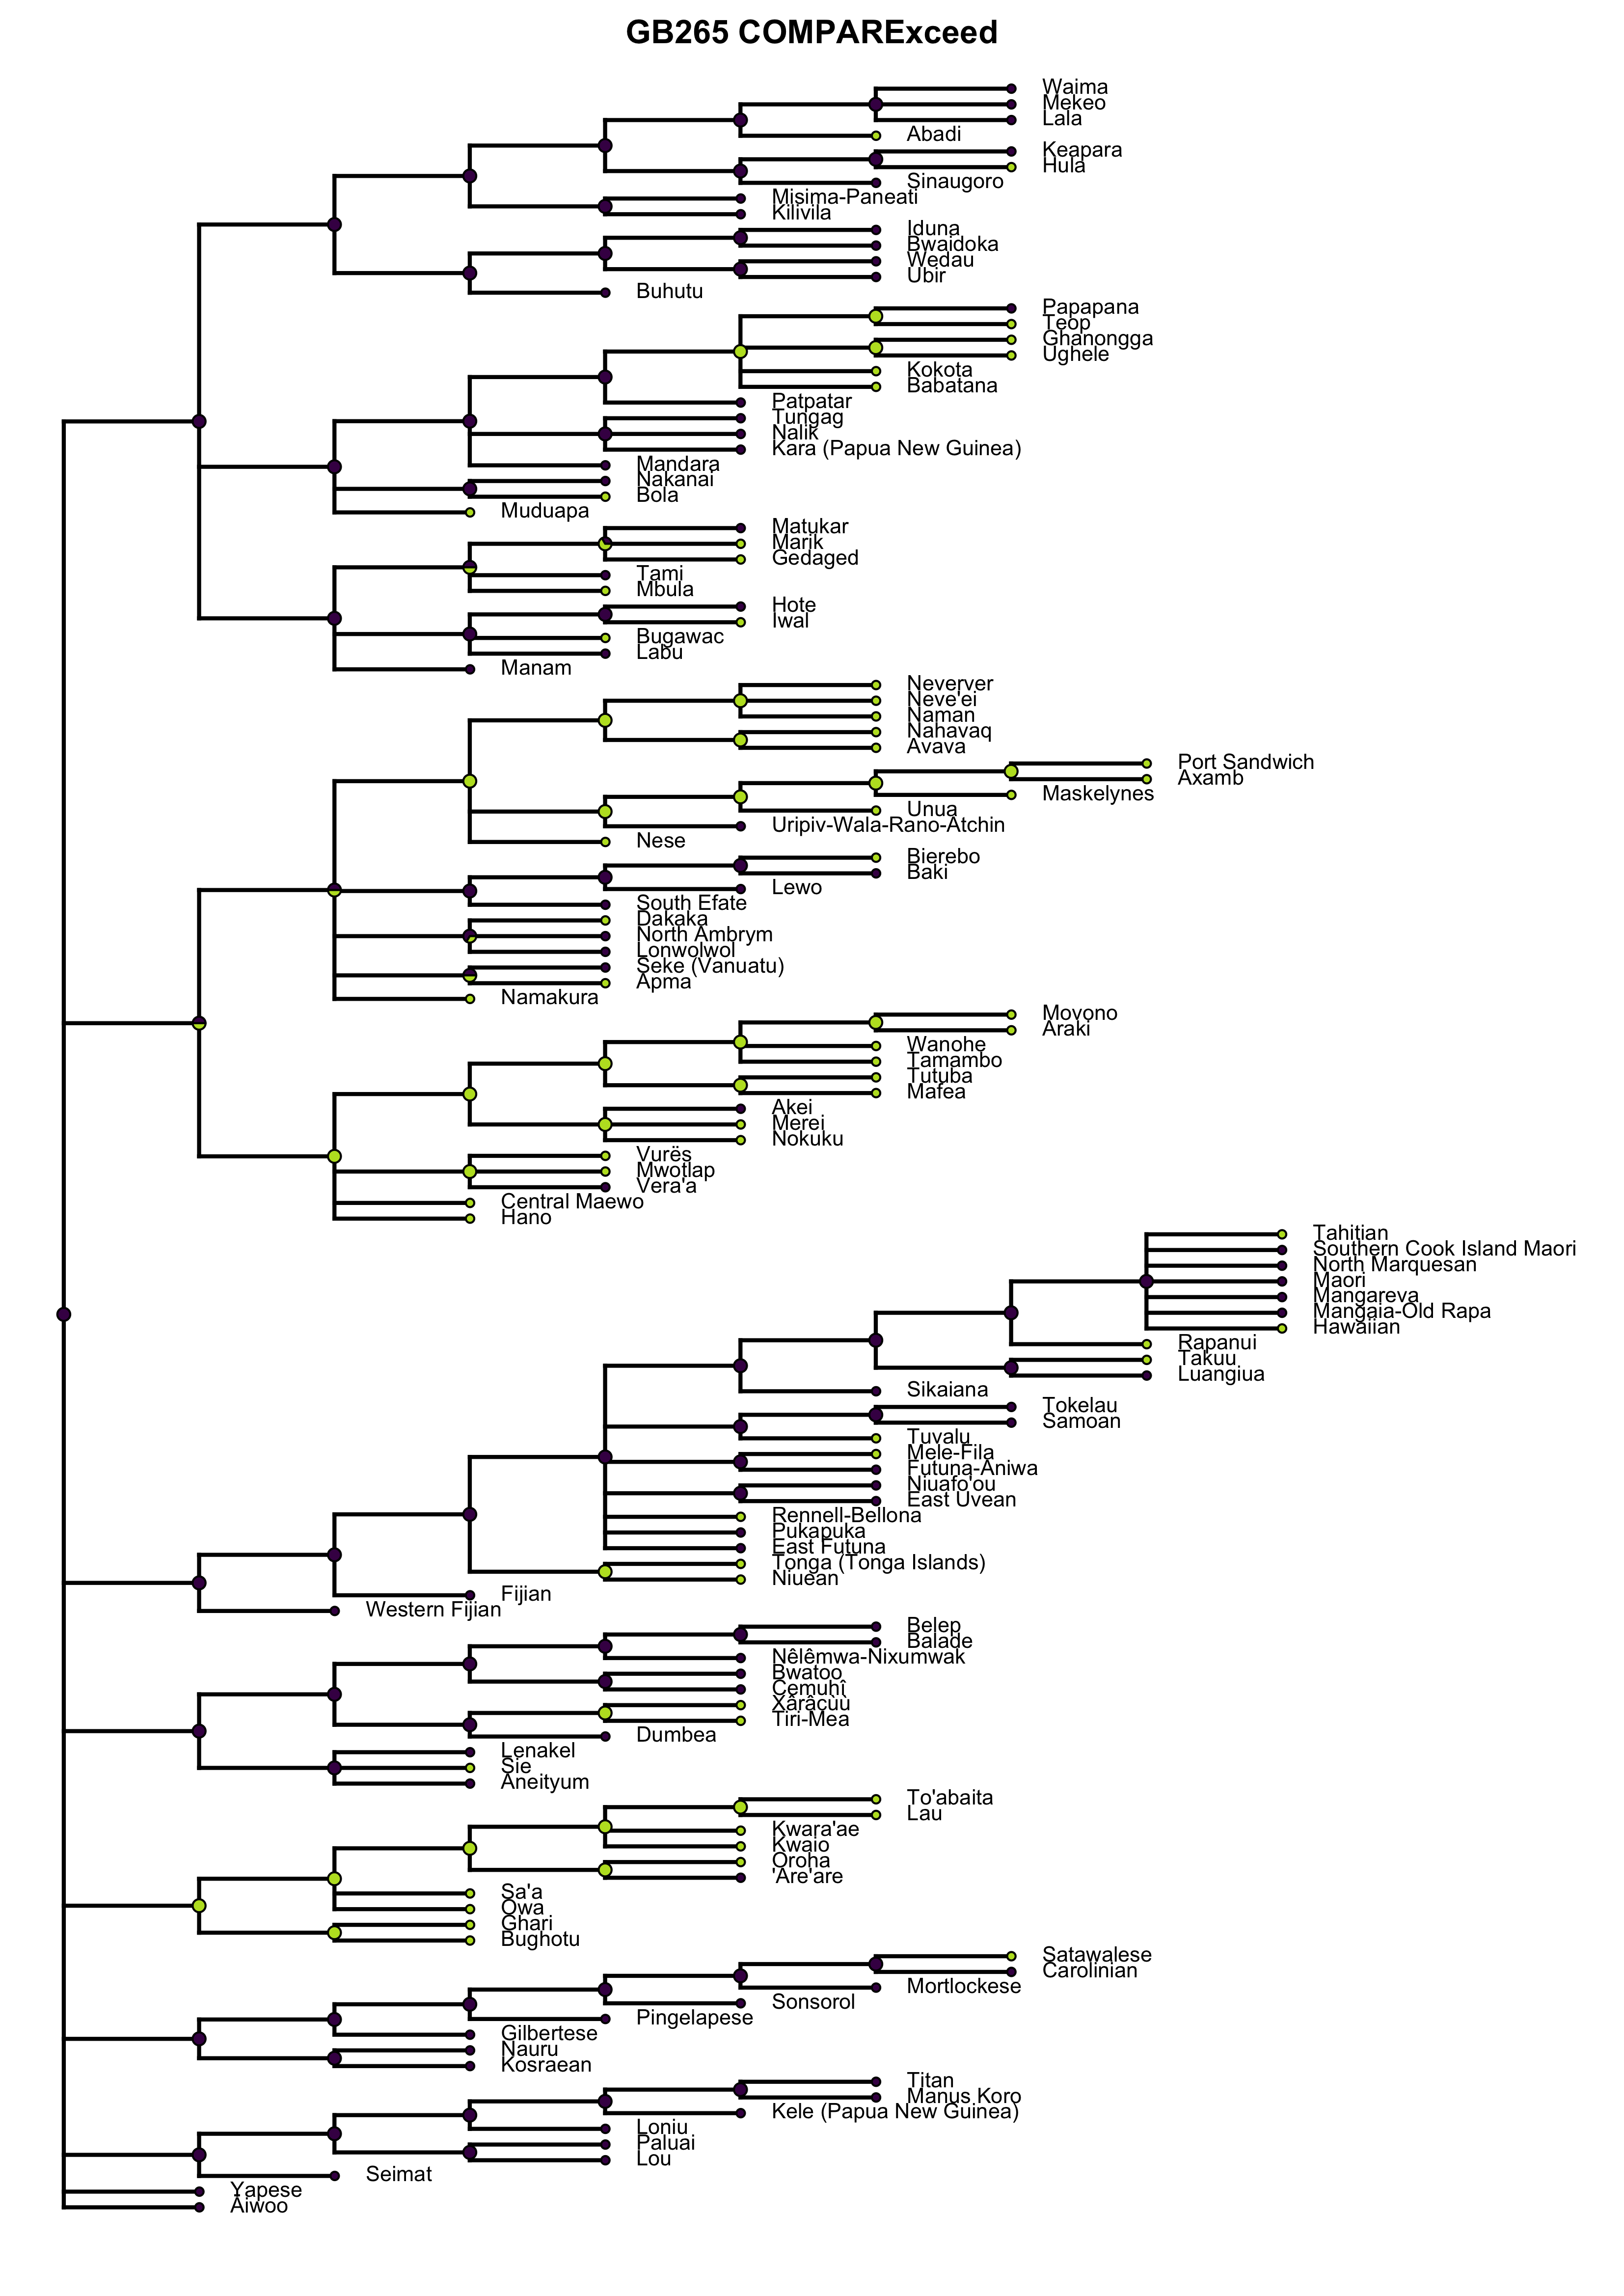 GB265 COMPARExceed
Waima
Mekeo
Lala
Abadi
Keapara
Hula
Sinaugoro
Misima-Paneati
Kilivila
Iduna
Bwaidoka
Wedau
Ubir
Buhutu
Papapana
Teop
Ghanongga
Ughele
Kokota
Babatana
Patpatar
Tungag
Nalik
Kara (Papua New Guinea)
Mandara
Nakanai
Bola
Muduapa
Matukar
Marik
Gedaged
Tami
Mbula
Hote
Iwal
Bugawac
Labu
Manam
Neverver
Neve'ei
Naman
Nahavaq
Avava
Port Sandwich
Axamb
Maskelynes
Unua
Uripiv-Wala-Rano-Atchin
Nese
Bierebo
Baki
Lewo
South Efate
Dakaka
North Ambrym
Lonwolwol
Seke (Vanuatu)
Apma
Namakura
Movono
Araki
Wanohe
Tamambo
Tutuba
Mafea
Akei
Merei
Nokuku
Vurës
Mwotlap
Vera'a
Central Maewo
Hano
Tahitian
Southern Cook Island Maori
North Marquesan
Maori
Mangareva
Mangaia-Old Rapa
Hawaiian
Rapanui
Takuu
Luangiua
Sikaiana
Tokelau
Samoan
Tuvalu
Mele-Fila
Futuna-Aniwa
Niuafo'ou
East Uvean
Rennell-Bellona
Pukapuka
East Futuna
Tonga (Tonga Islands)
Niuean
Fijian
Western Fijian
Belep
Balade
Nêlêmwa-Nixumwak
Bwatoo
Cemuhî
Xârâcùù
Tiri-Mea
Dumbea
Lenakel
Sie
Aneityum
To'abaita
Lau
Kwara'ae
Kwaio
Oroha
'Are'are
Sa'a
Owa
Ghari
Bughotu
Satawalese
Carolinian
Mortlockese
Sonsorol
Pingelapese
Gilbertese
Nauru
Kosraean
Titan
Manus Koro
Kele (Papua New Guinea)
Loniu
Paluai
Lou
Seimat
Yapese
Aiwoo